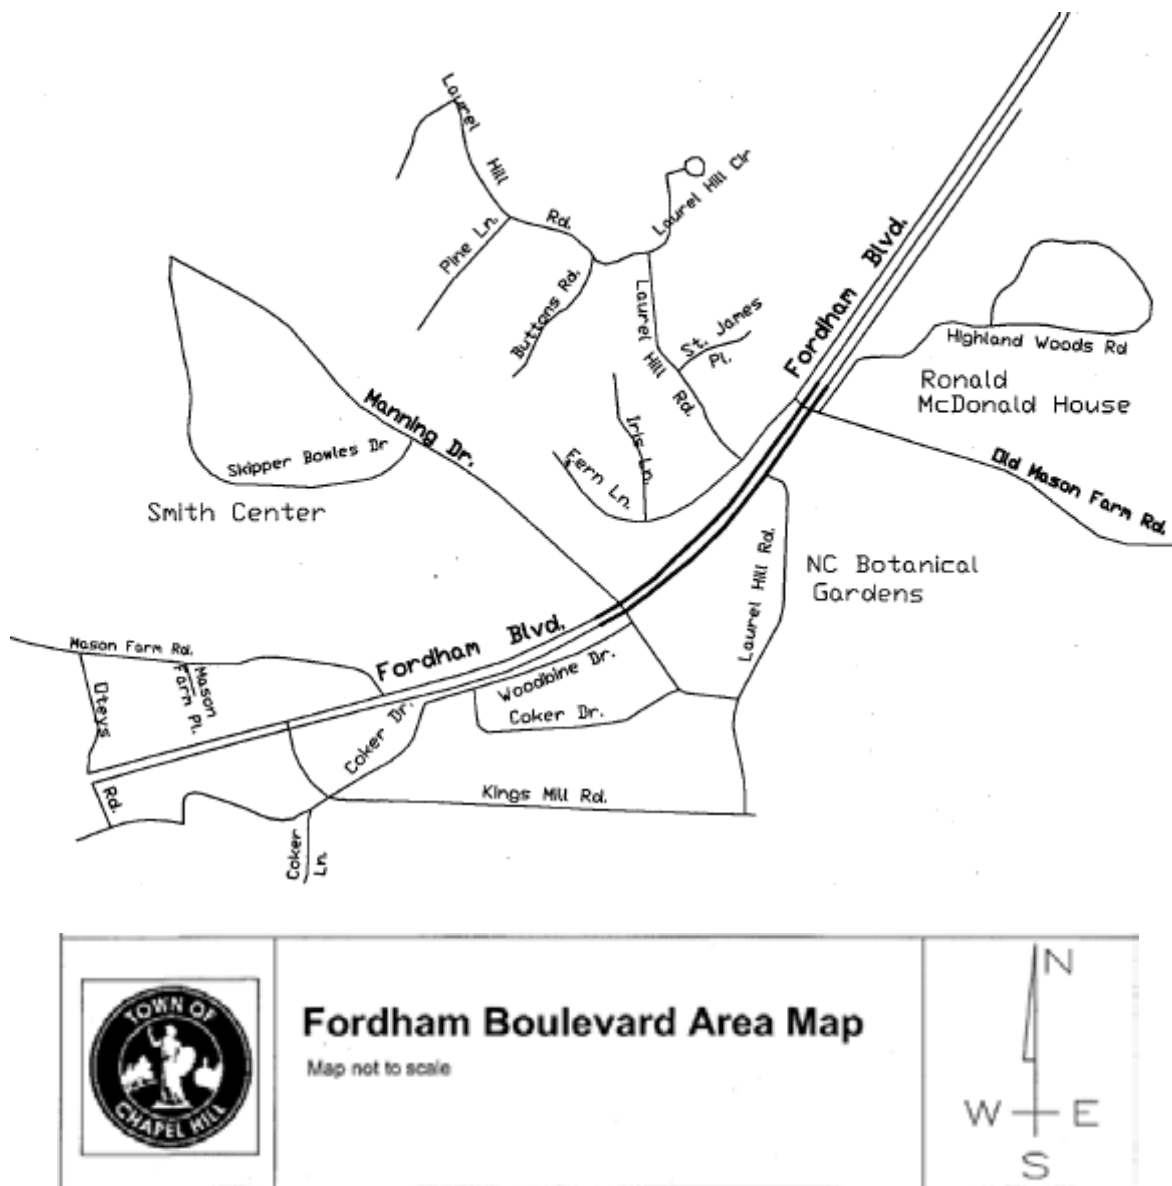 Laurel
Hill
Rd.
Laurel Hill Cir
Pine Ln.
Buttons Rd.
Laurel Hill Rd.
St. James
Pl.
Fordham Blvd.
Highland Woods Rd
Ronald
McDonald House
Manning Dr.
Iris Ln.
Fern Ln.
Skipper Bowles Dr
Smith Center
Old Mason Farm Rd.
NC Botanical
Gardens
Laurel Hill Rd.
Fordham Blvd.
Mason Farm Rd.
Mason
Farm Pl.
Oteys
Rd.
Woodbine Dr.
Coker Dr.
Coker Dr.
Kings Mill Rd.
Coker
Ln.
TOWN OF
CHAPEL HILL
Fordham Boulevard Area Map
Map not to scale
N
W E
S